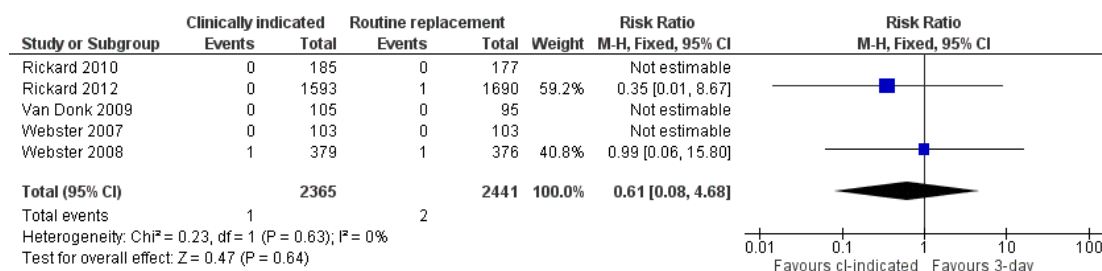 Clinically indicated Routine replacement Risk Ratio Risk Ratio
Study or Subgroup Events Total Events Total Weight M-H, Fixed, 95% CI M-H, Fixed, 95% CI
Rickard 2010 0 185 0 177 Not estimable
Rickard 2012 0 1593 1 1690 59.2% 0.35 [0.01, 8.67]
Van Donk 2009 0 105 0 95 Not estimable
Webster 2007 0 103 0 103 Not estimable
Webster 2008 1 379 1 376 40.8% 0.99 [0.06, 15.80]
Total (95% CI) 2365 2441 100.0% 0.61 [0.08, 4.68]
Total events 1 2
Heterogeneity: Chi² = 0.23, df = 1 (P = 0.63); I² = 0%
Test for overall effect: Z = 0.47 (P = 0.64)
0.01 0.1 1 10 100
Favours cl-indicated Favours 3-day